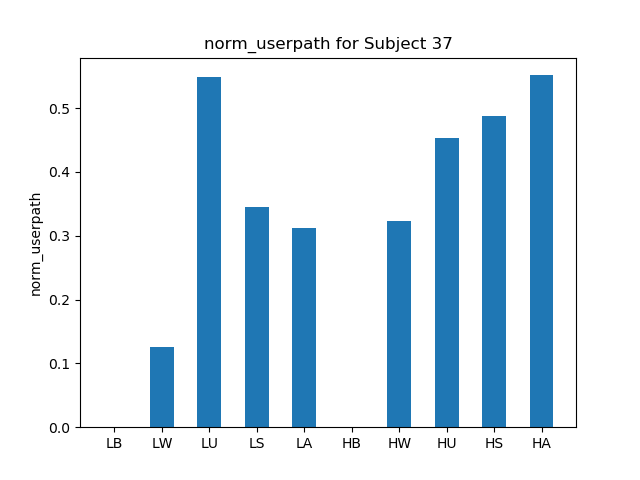 norm_userpath for Subject 37
norm_userpath
0.5
0.4
0.3
0.2
0.1
0.0
LB LW LU LS LA HB HW HU HS HA